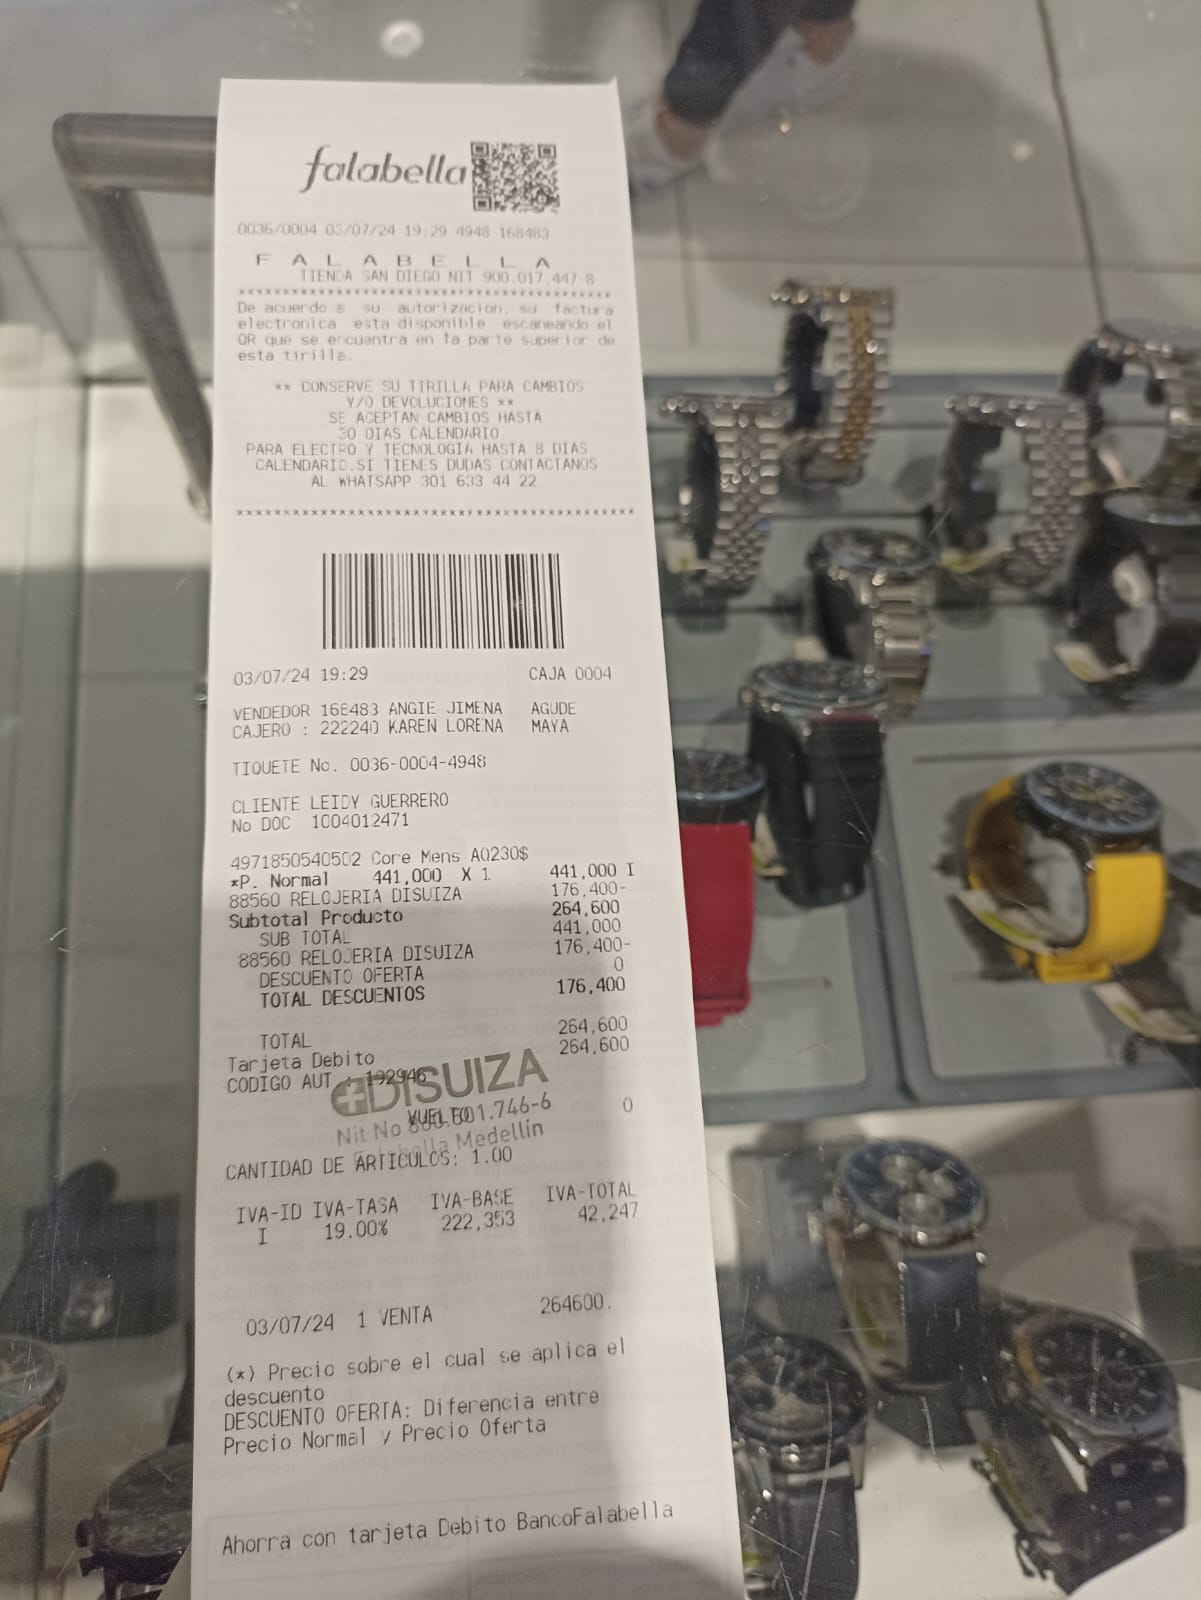 falabella
0036/0004 03/07/24 19:29 4948 168483
F A L A B E L L A
TIENDA SAN DIEGO NIT 900.017.447-8
**********************************************
De acuerdo a su autorizacion, su factura
electronica esta disponible escaneando el
QR que se encuentra en la parte superior de
esta tirilla.
** CONSERVE SU TIRILLA PARA CAMBIOS
Y/O DEVOLUCIONES **
SE ACEPTAN CAMBIOS HASTA
30 DIAS CALENDARIO.
PARA ELECTRO Y TECNOLOGIA HASTA 8 DIAS
CALENDARIO.SI TIENES DUDAS CONTACTANOS
AL WHATSAPP 301 633 44 22
**********************************************
03/07/24 19:29 CAJA 0004
VENDEDOR 168483 ANGIE JIMENA AGUDE
CAJERO : 222240 KAREN LORENA MAYA
TIQUETE No. 0036-0004-4948
CLIENTE LEIDY GUERRERO
No DOC 1004012471
4971850540502 Core Mens AQ230$
*P. Normal 441,000 X 1 441,000 I
88560 RELOJERIA DISUIZA 176,400-
Subtotal Producto 264,600
SUB TOTAL 441,000
88560 RELOJERIA DISUIZA 176,400-
DESCUENTO OFERTA 0
TOTAL DESCUENTOS 176,400
TOTAL 264,600
Tarjeta Debito 264,600
CODIGO AUT : 192946
DISUIZA
VUELTO 0
Nit No 1.746-6
Falabella Medellín
CANTIDAD DE ARTICULOS: 1.00
IVA-ID IVA-TASA IVA-BASE IVA-TOTAL
I 19.00% 222,353 42,247
03/07/24 1 VENTA 264600.
(*) Precio sobre el cual se aplica el
descuento
DESCUENTO OFERTA: Diferencia entre
Precio Normal y Precio Oferta
Ahorra con tarjeta Debito BancoFalabella